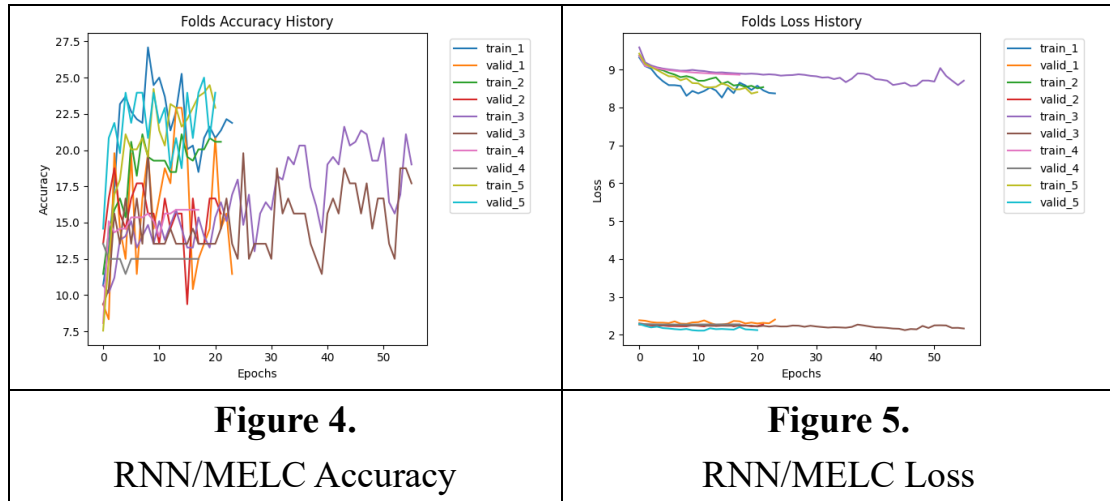 Folds Accuracy History
27.5
25.0
22.5
20.0
17.5
15.0
12.5
10.0
7.5
Accuracy
0 10 20 30 40 50
Epochs
train_1
valid_1
train_2
valid_2
train_3
valid_3
train_4
valid_4
train_5
valid_5
Figure 4.
RNN/MELC Accuracy
Folds Loss History
9
8
7
6
5
4
3
2
Loss
0 10 20 30 40 50
Epochs
train_1
valid_1
train_2
valid_2
train_3
valid_3
train_4
valid_4
train_5
valid_5
Figure 5.
RNN/MELC Loss